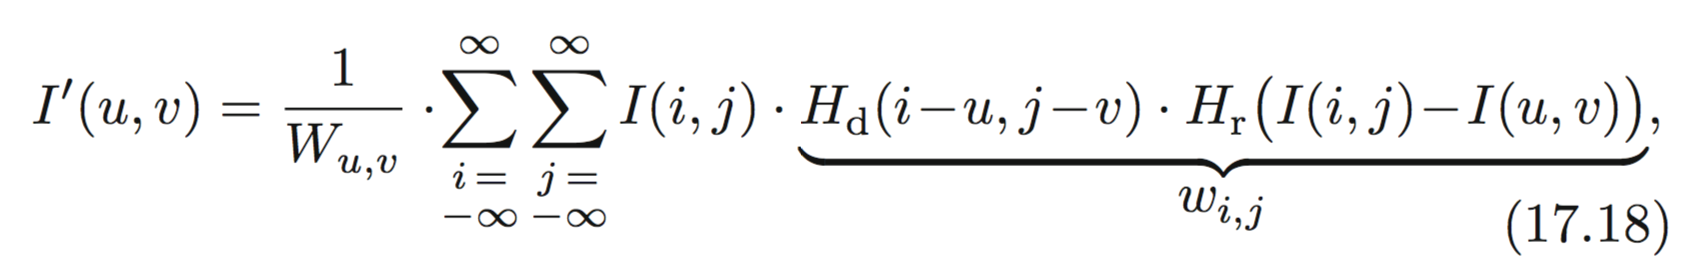 I′(u, v) = 1/W_{u,v} · ∑_{i=−∞}^{∞} ∑_{j=−∞}^{∞} I(i, j) · H_d(i−u, j−v) · H_r(I(i, j)−I(u, v)),
w_{i,j}
(17.18)